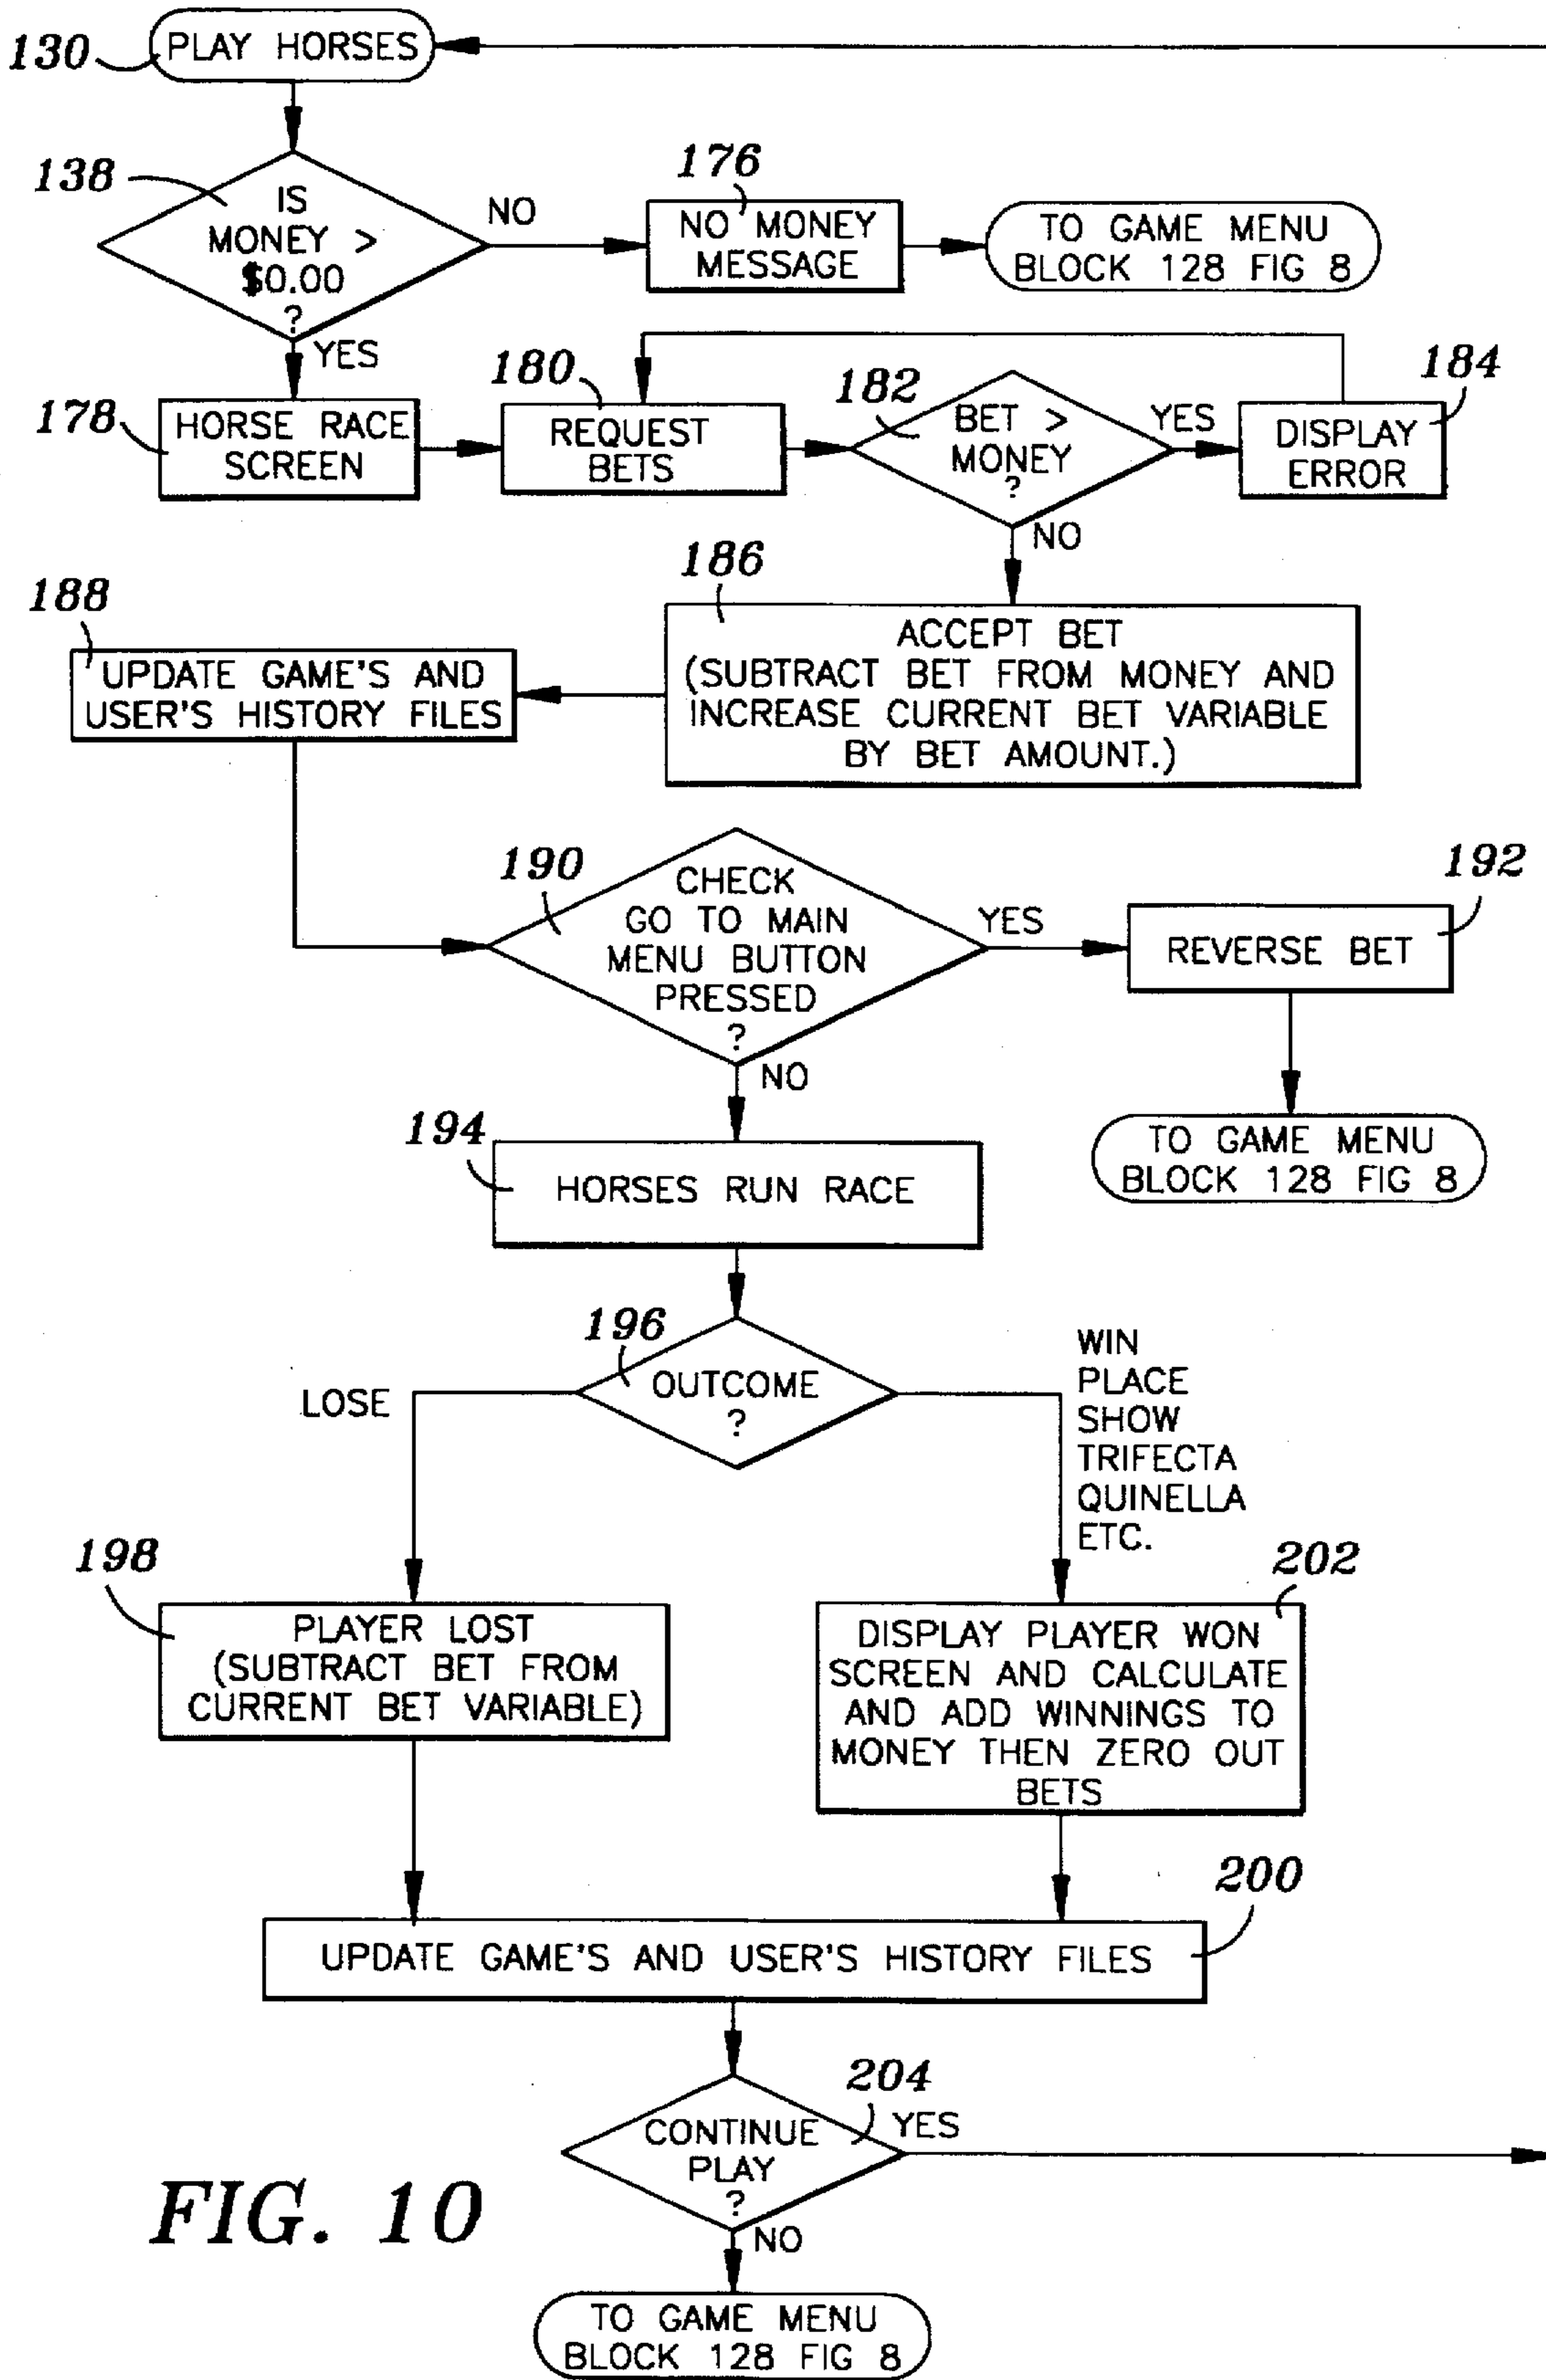 130
PLAY HORSES
138
IS
MONEY >
$0.00
?
NO
176
NO MONEY
MESSAGE
TO GAME MENU
BLOCK 128 FIG 8
YES
178
HORSE RACE
SCREEN
180
REQUEST
BETS
182
BET >
MONEY
?
YES
184
DISPLAY
ERROR
NO
186
ACCEPT BET
(SUBTRACT BET FROM MONEY AND
INCREASE CURRENT BET VARIABLE
BY BET AMOUNT.)
188
UPDATE GAME'S AND
USER'S HISTORY FILES
190
CHECK
GO TO MAIN
MENU BUTTON
PRESSED
?
YES
192
REVERSE BET
TO GAME MENU
BLOCK 128 FIG 8
NO
194
HORSES RUN RACE
196
OUTCOME
?
LOSE
WIN
PLACE
SHOW
TRIFECTA
QUINELLA
ETC.
198
PLAYER LOST
(SUBTRACT BET FROM
CURRENT BET VARIABLE)
202
DISPLAY PLAYER WON
SCREEN AND CALCULATE
AND ADD WINNINGS TO
MONEY THEN ZERO OUT
BETS
200
UPDATE GAME'S AND USER'S HISTORY FILES
204
CONTINUE
PLAY
?
YES
NO
TO GAME MENU
BLOCK 128 FIG 8
FIG. 10